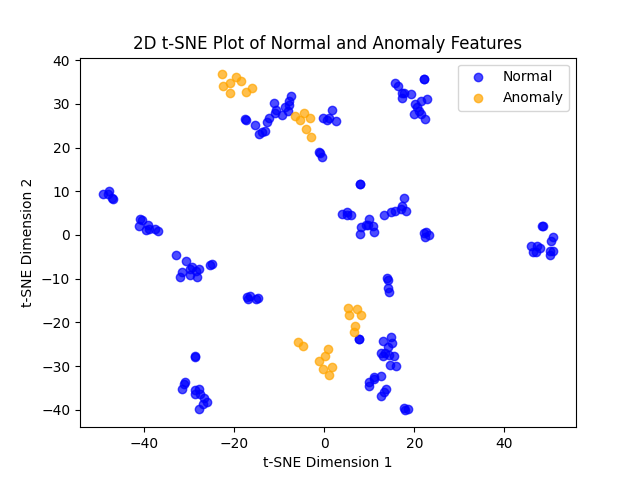 2D t-SNE Plot of Normal and Anomaly Features
Normal
Anomaly
40
30
20
10
0
−10
−20
−30
−40
t-SNE Dimension 2
−40
−20
0
20
40
t-SNE Dimension 1